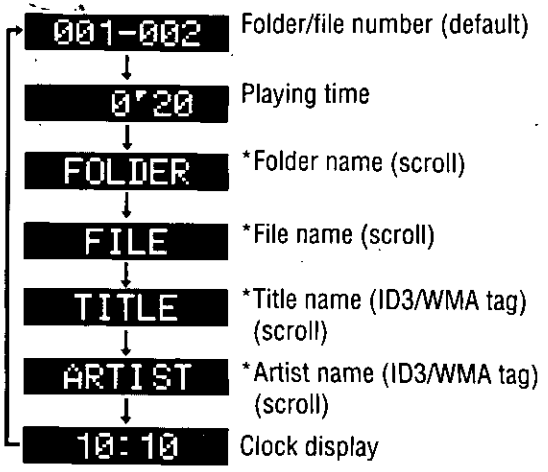 001-002 Folder/file number (default)
0'20 Playing time
FOLDER *Folder name (scroll)
FILE *File name (scroll)
TITLE *Title name (ID3/WMA tag)
(scroll)
ARTIST *Artist name (ID3/WMA tag)
(scroll)
10:10 Clock display